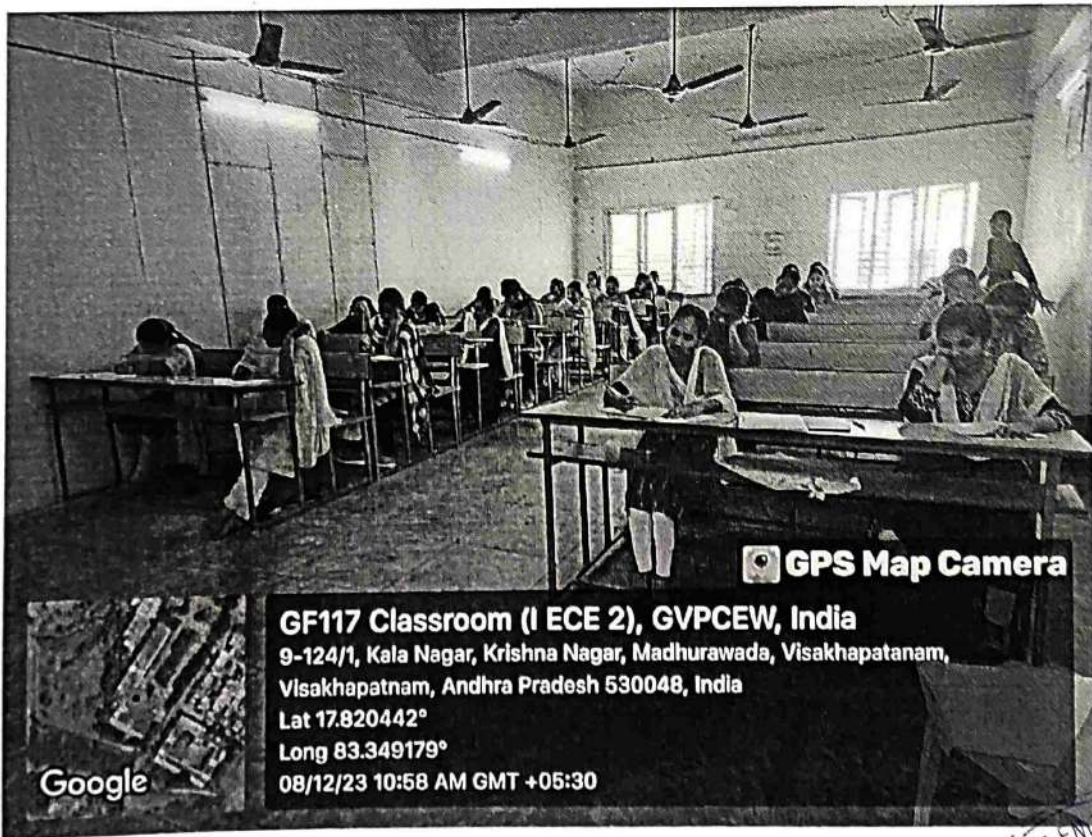 GPS Map Camera
GF117 Classroom (I ECE 2), GVPCEW, India
9-124/1, Kala Nagar, Krishna Nagar, Madhurawada, Visakhapatanam,
Visakhapatnam, Andhra Pradesh 530048, India
Lat 17.820442°
Long 83.349179°
08/12/23 10:58 AM GMT +05:30
Google